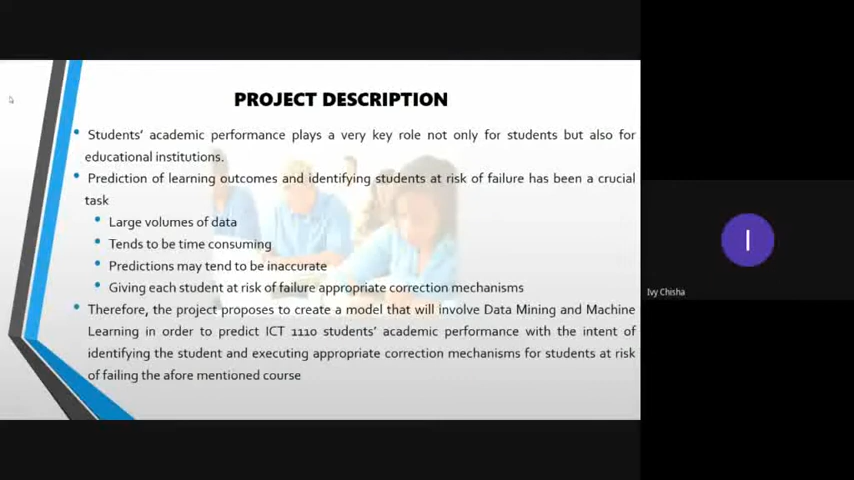 PROJECT DESCRIPTION
• Students' academic performance plays a very key role not only for students but also for
educational institutions.
• Prediction of learning outcomes and identifying students at risk of failure has been a crucial
task
• Large volumes of data
• Tends to be time consuming
• Predictions may tend to be inaccurate
• Giving each student at risk of failure appropriate correction mechanisms
• Therefore, the project proposes to create a model that will involve Data Mining and Machine
Learning in order to predict ICT 1110 students' academic performance with the intent of
identifying the student and executing appropriate correction mechanisms for students at risk
of failing the afore mentioned course
I
Ivy Chisha